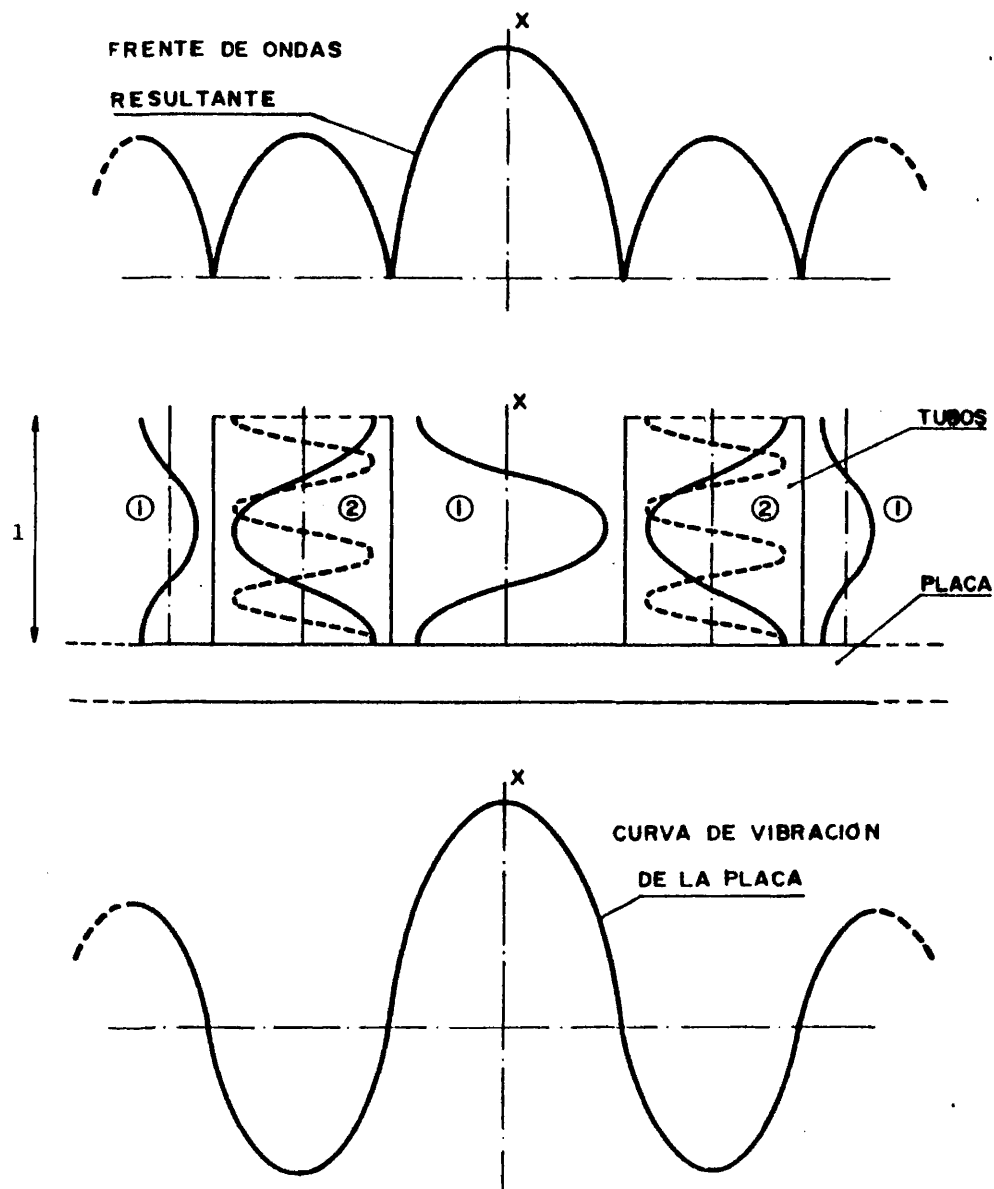 X
FRENTE DE ONDAS
RESULTANTE
X
TUBOS
① ② ① ② ①
1
PLACA
X
CURVA DE VIBRACIÓN
DE LA PLACA